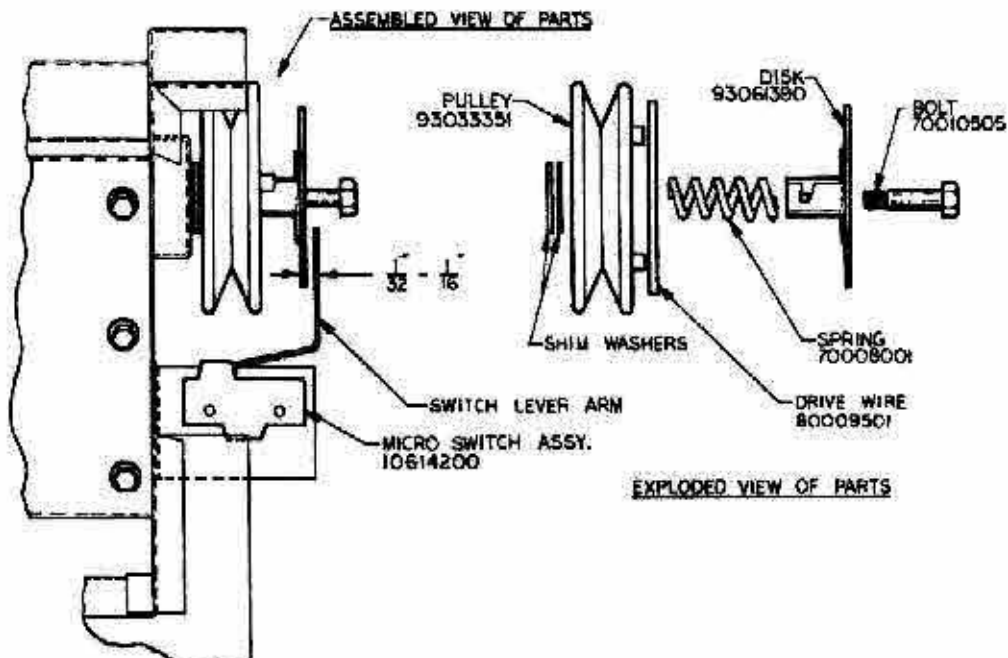 ASSEMBLED VIEW OF PARTS
PULLEY
93033351
DISK
93061390
BOLT
70010505
1/32" - 1/16"
SHIM WASHERS
SPRING
70008001
SWITCH LEVER ARM
DRIVE WIRE
80009501
MICRO SWITCH ASSY.
10614200
EXPLODED VIEW OF PARTS